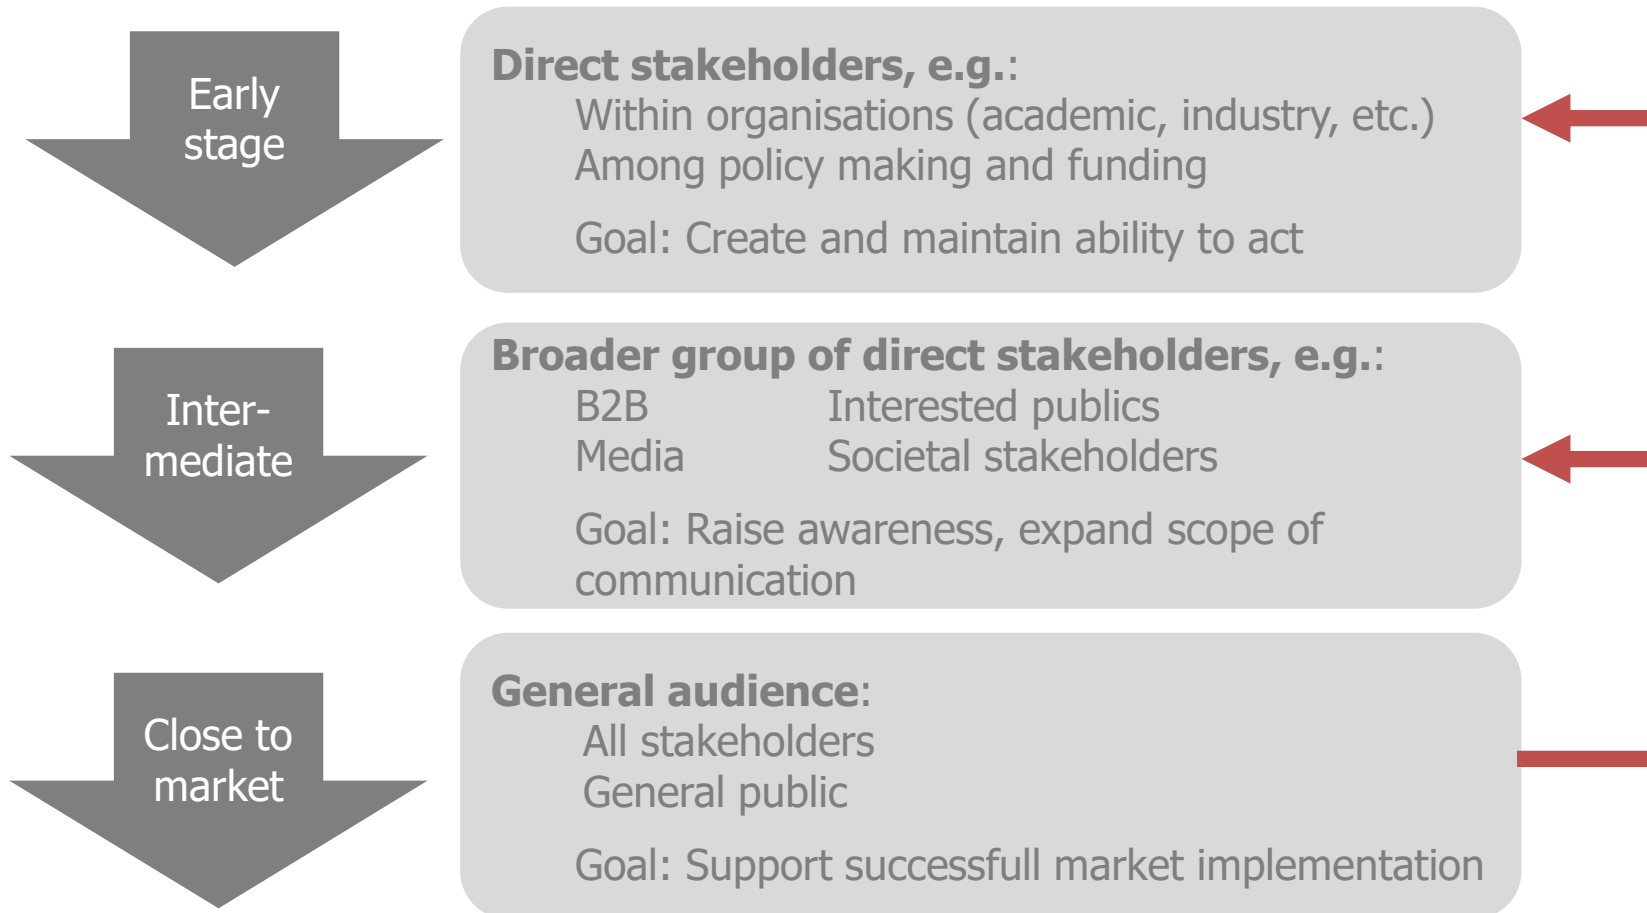 Early
stage
Direct stakeholders, e.g.:
Within organisations (academic, industry, etc.)
Among policy making and funding
Goal: Create and maintain ability to act
Inter-
mediate
Broader group of direct stakeholders, e.g.:
B2B Interested publics
Media Societal stakeholders
Goal: Raise awareness, expand scope of
communication
Close to
market
General audience:
All stakeholders
General public
Goal: Support successfull market implementation